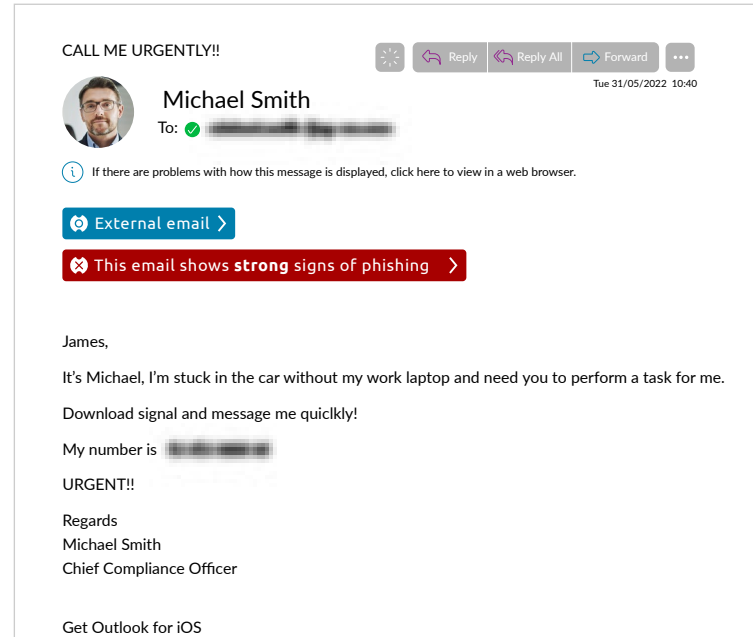 CALL ME URGENTLY!!
Reply
Reply All
Forward
Tue 31/05/2022 10:40
Michael Smith
To:
If there are problems with how this message is displayed, click here to view in a web browser.
External email
This email shows strong signs of phishing
James,
It's Michael, I'm stuck in the car without my work laptop and need you to perform a task for me.
Download signal and message me quiclkly!
My number is
URGENT!!
Regards
Michael Smith
Chief Compliance Officer
Get Outlook for iOS